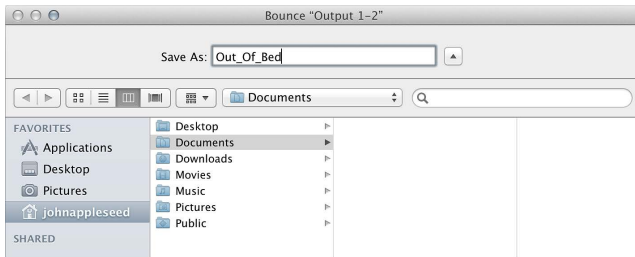 Bounce “Output 1-2”
Save As: Out_Of_Bed
Documents
FAVORITES
Applications
Desktop
Pictures
johnappleseed
SHARED
Desktop
Documents
Downloads
Movies
Music
Pictures
Public